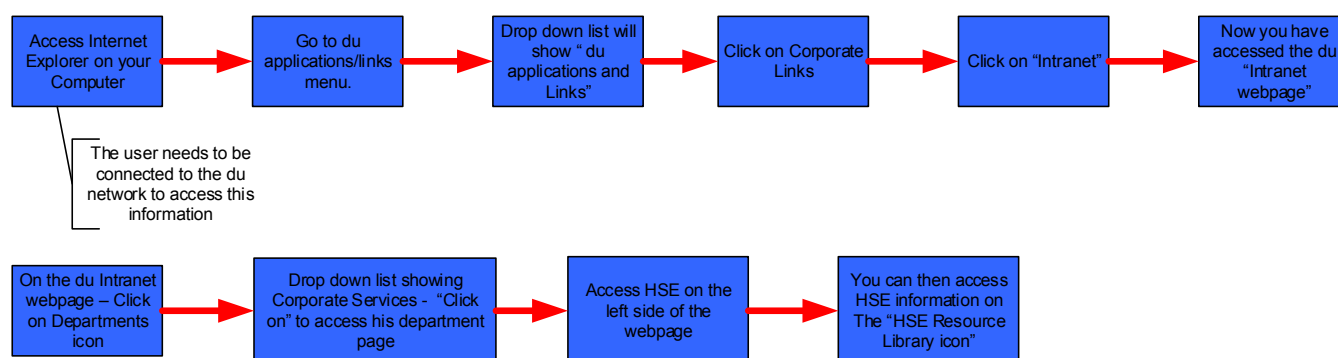 Access Internet
Explorer on your
Computer
Go to du
applications/links
menu.
Drop down list will
show “ du
applications and
Links”
Click on Corporate
Links
Click on “Intranet”
Now you have
accessed the du
“Intranet
webpage”
The user needs to be
connected to the du
network to access this
information
On the du Intranet
webpage – Click
on Departments
icon
Drop down list showing
Corporate Services -  “Click
on” to access his department
page
Access HSE on the
left side of the
webpage
You can then access
HSE information on
The “HSE Resource
Library icon”